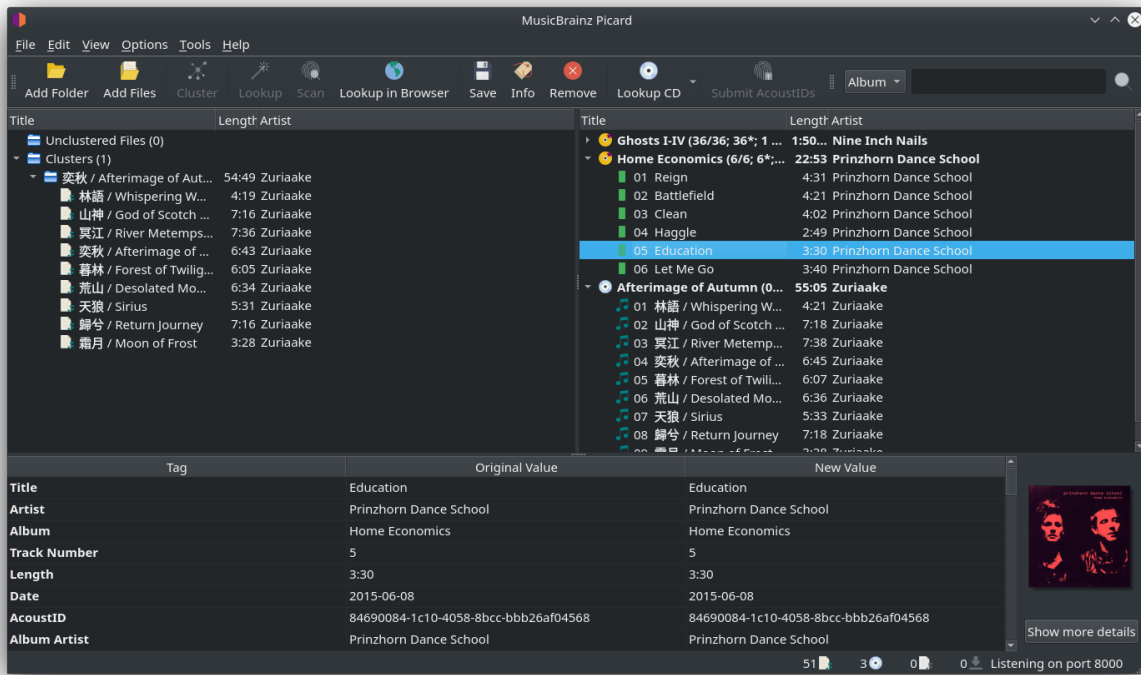 MusicBrainz Picard
File Edit View Options Tools Help
Add Folder Add Files Cluster Lookup Scan Lookup in Browser Save Info Remove Lookup CD Submit AcoustIDs Album
Title Length Artist
Unclustered Files (0)
Clusters (1)
奕秋 / Afterimage of Aut... 54:49 Zuriaake
林語 / Whispering W... 4:19 Zuriaake
山神 / God of Scotch ... 7:16 Zuriaake
冥江 / River Metemps... 7:36 Zuriaake
奕秋 / Afterimage of ... 6:43 Zuriaake
暮林 / Forest of Twilig... 6:05 Zuriaake
荒山 / Desolated Mo... 6:34 Zuriaake
天狼 / Sirius 5:31 Zuriaake
歸兮 / Return Journey 7:16 Zuriaake
霜月 / Moon of Frost 3:28 Zuriaake
Title Length Artist
Ghosts I-IV (36/36; 36*; 1 ... 1:50... Nine Inch Nails
Home Economics (6/6; 6*;... 22:53 Prinzhorn Dance School
01 Reign 4:31 Prinzhorn Dance School
02 Battlefield 4:21 Prinzhorn Dance School
03 Clean 4:02 Prinzhorn Dance School
04 Haggle 2:49 Prinzhorn Dance School
05 Education 3:30 Prinzhorn Dance School
06 Let Me Go 3:40 Prinzhorn Dance School
Afterimage of Autumn (0... 55:05 Zuriaake
01 林語 / Whispering W... 4:21 Zuriaake
02 山神 / God of Scotch ... 7:18 Zuriaake
03 冥江 / River Metemp... 7:38 Zuriaake
04 奕秋 / Afterimage of ... 6:45 Zuriaake
05 暮林 / Forest of Twili... 6:07 Zuriaake
06 荒山 / Desolated Mo... 6:36 Zuriaake
07 天狼 / Sirius 5:33 Zuriaake
08 歸兮 / Return Journey 7:18 Zuriaake
09 霜月 / Moon of Frost 3:28 Zuriaake
Tag Original Value New Value
Title Education Education
Artist Prinzhorn Dance School Prinzhorn Dance School
Album Home Economics Home Economics
Track Number 5 5
Length 3:30 3:30
Date 2015-06-08 2015-06-08
AcoustID 84690084-1c10-4058-8bcc-bbb26af04568 84690084-1c10-4058-8bcc-bbb26af04568
Album Artist Prinzhorn Dance School Prinzhorn Dance School
prinzhorn dance school
home economics
Show more details
51 3 0 0 Listening on port 8000